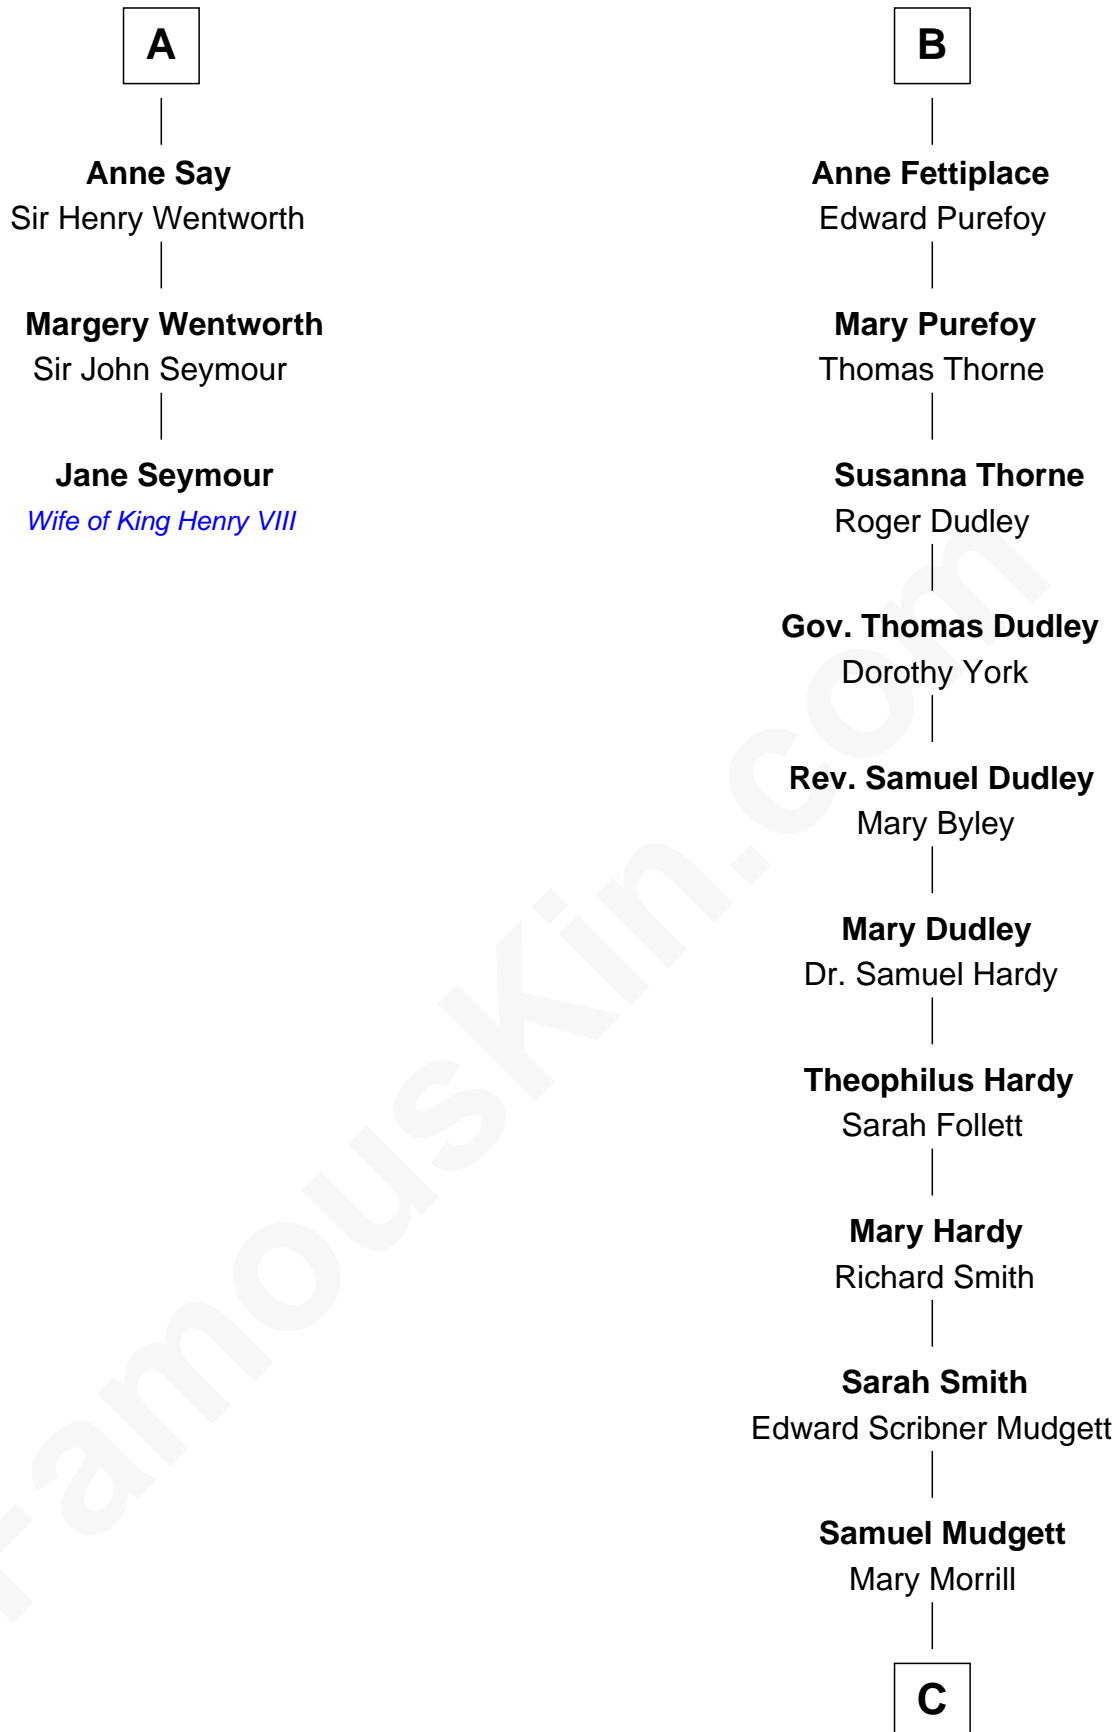 A
Anne Say
Sir Henry Wentworth
Margery Wentworth
Sir John Seymour
Jane Seymour
Wife of King Henry VIII
B
Anne Fettiplace
Edward Purefoy
Mary Purefoy
Thomas Thorne
Susanna Thorne
Roger Dudley
Gov. Thomas Dudley
Dorothy York
Rev. Samuel Dudley
Mary Byley
Mary Dudley
Dr. Samuel Hardy
Theophilus Hardy
Sarah Follett
Mary Hardy
Richard Smith
Sarah Smith
Edward Scribner Mudgett
Samuel Mudgett
Mary Morrill
C
FamousKin.com